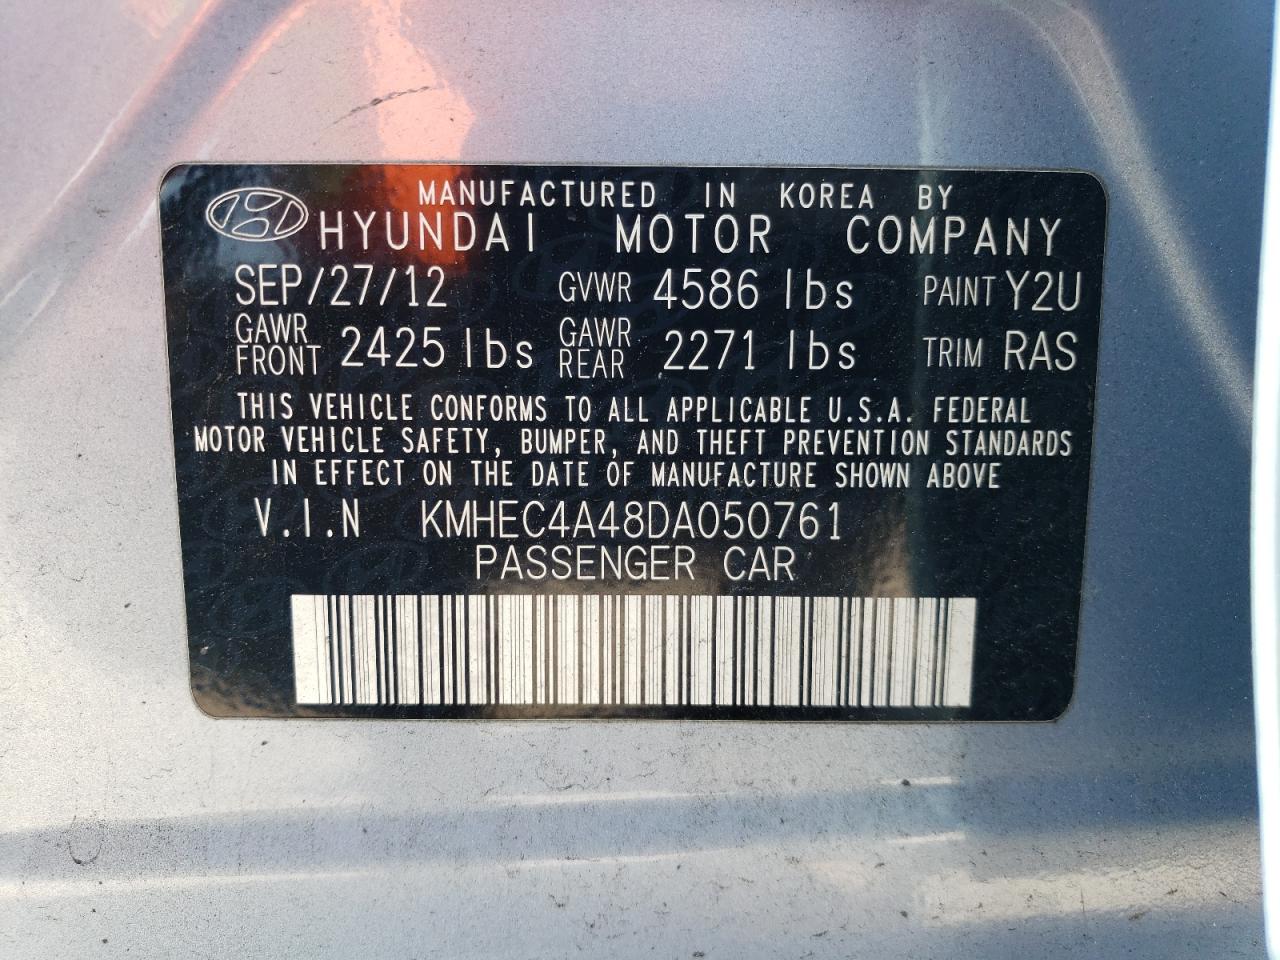 MANUFACTURED IN KOREA BY
HYUNDAI MOTOR COMPANY
SEP/27/12 GVWR 4586 lbs PAINT Y2U
GAWR FRONT 2425 lbs GAWR REAR 2271 lbs TRIM RAS
THIS VEHICLE CONFORMS TO ALL APPLICABLE U.S.A. FEDERAL
MOTOR VEHICLE SAFETY, BUMPER, AND THEFT PREVENTION STANDARDS
IN EFFECT ON THE DATE OF MANUFACTURE SHOWN ABOVE
V.I.N KMHEC4A48DA050761
PASSENGER CAR